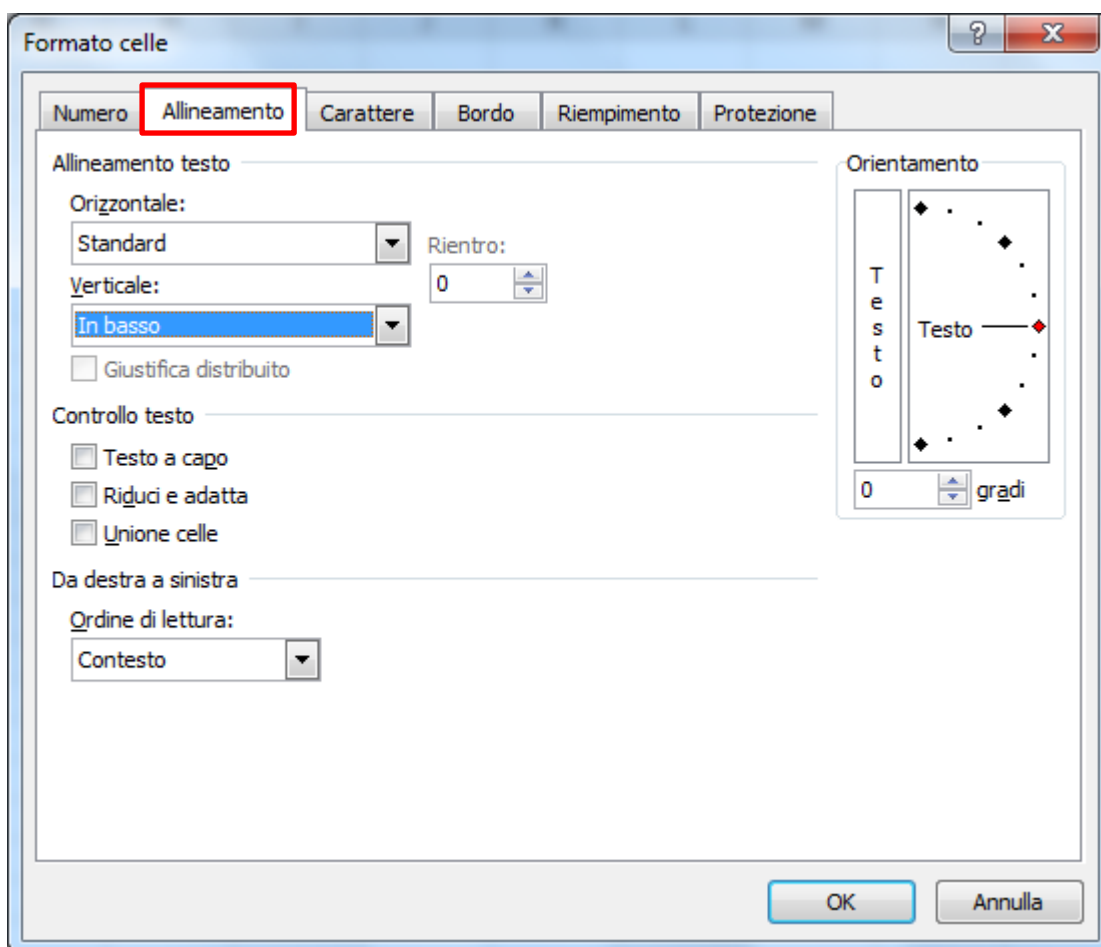 Formato celle
Numero Allineamento Carattere Bordo Riempimento Protezione
Allineamento testo
Orizzontale:
Standard
Rientro:
Verticale:
0
In basso
Giustifica distribuito
Controllo testo
Testo a capo
Riduci e adatta
Unione celle
Da destra a sinistra
Ordine di lettura:
Contesto
Orientamento
Testo
Testo
0 gradi
OK Annulla